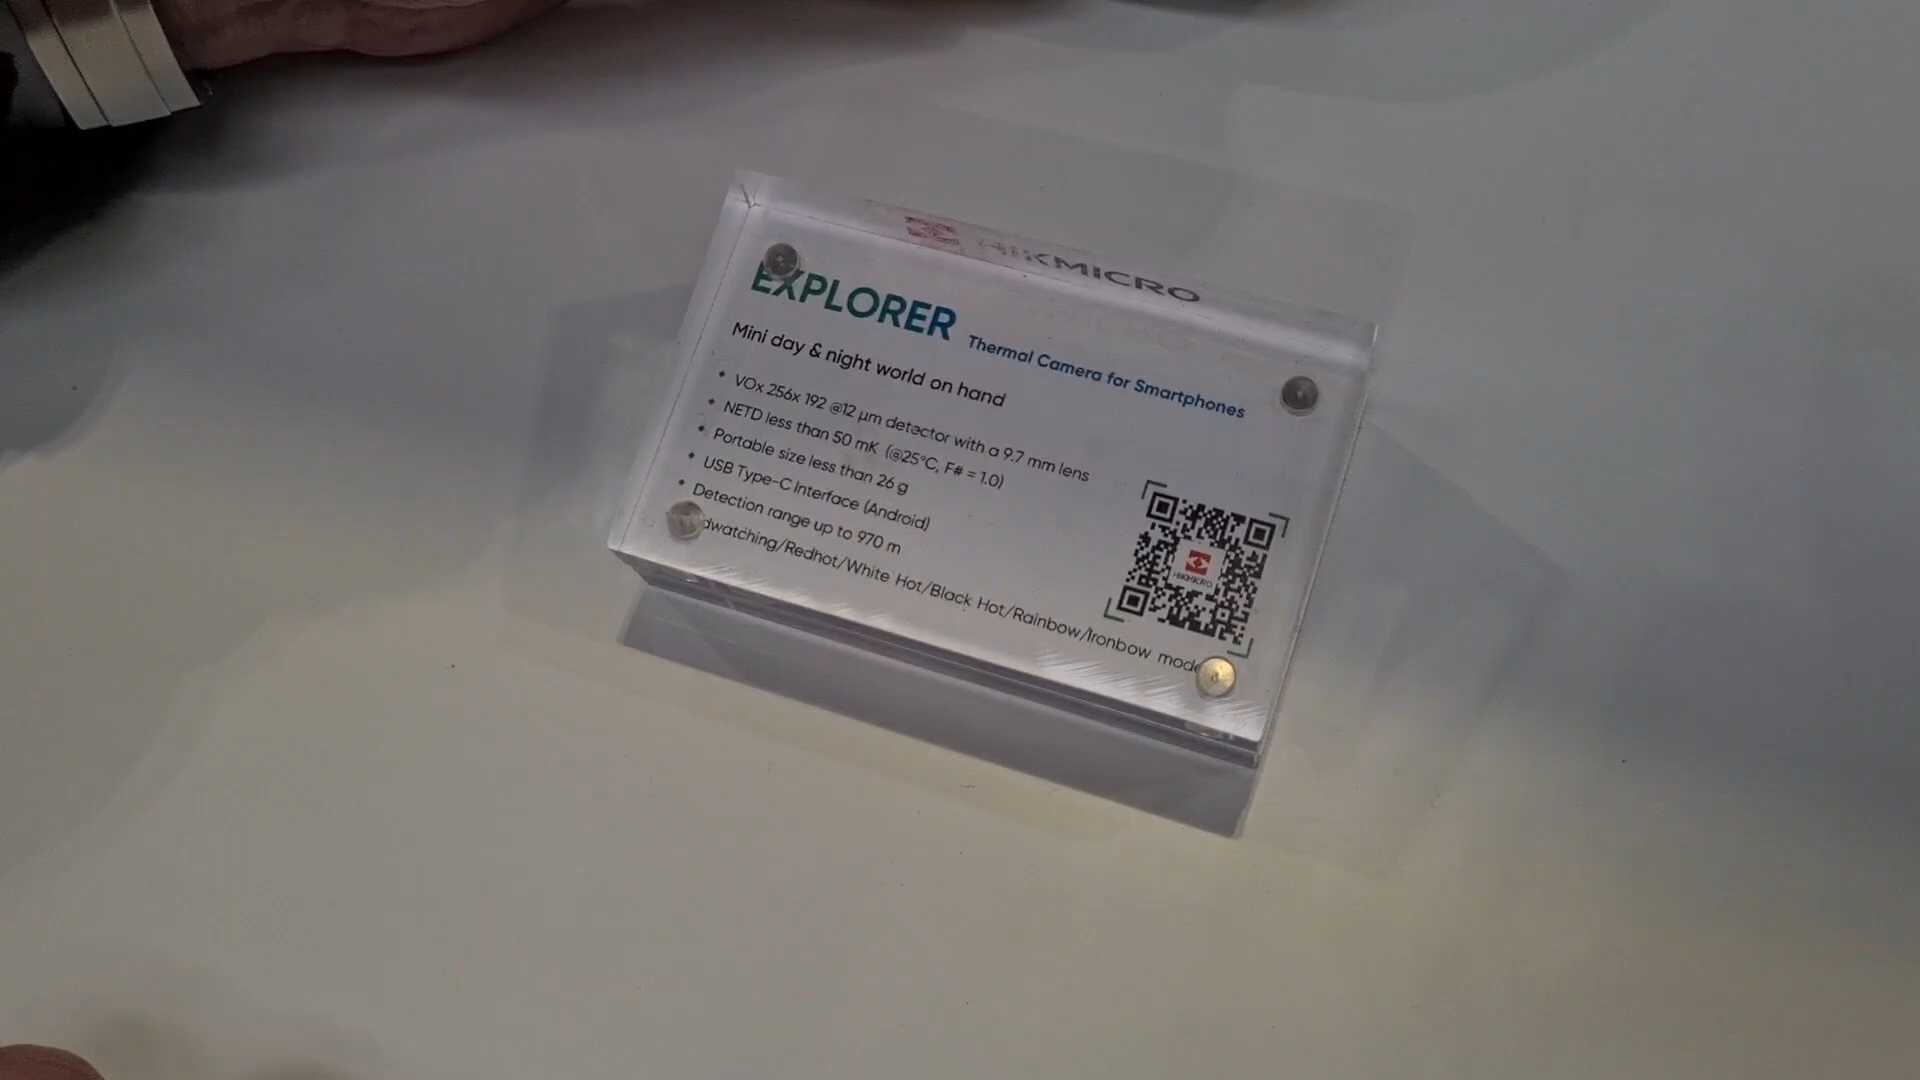 HIKMICRO
EXPLORER Thermal Camera for Smartphones
Mini day & night world on hand
• VOx 256x 192 @12 μm detector with a 9.7 mm lens
• NETD less than 50 mK (@25°C, F# = 1.0)
• Portable size less than 26 g
• USB Type-C Interface (Android)
• Detection range up to 970 m
dwatching/Redhot/White Hot/Black Hot/Rainbow/Ironbow mode
HIKMICRO